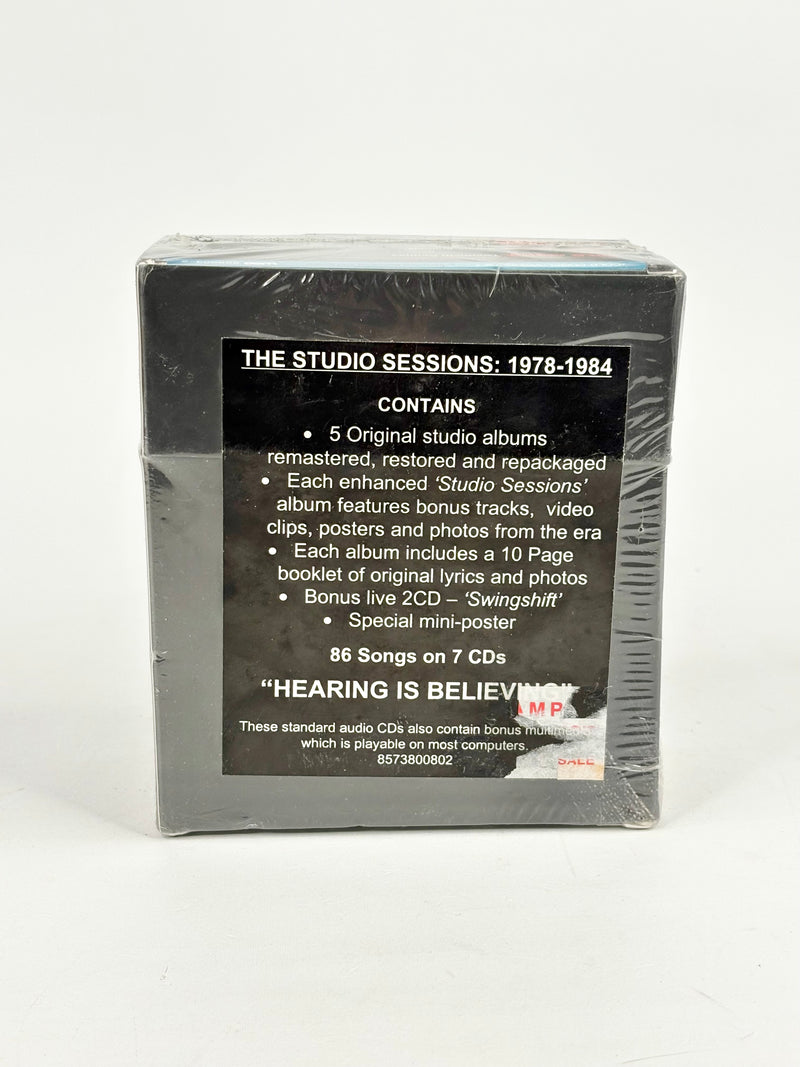 THE STUDIO SESSIONS: 1978-1984
CONTAINS
• 5 Original studio albums
remastered, restored and repackaged
• Each enhanced ‘Studio Sessions’
album features bonus tracks, video
clips, posters and photos from the era
• Each album includes a 10 Page
booklet of original lyrics and photos
• Bonus live 2CD – ‘Swingshift’
• Special mini-poster
86 Songs on 7 CDs
“HEARING IS BELIEVING!”
MP
These standard audio CDs also contain bonus multimedia
which is playable on most computers.
8573800802
SALE